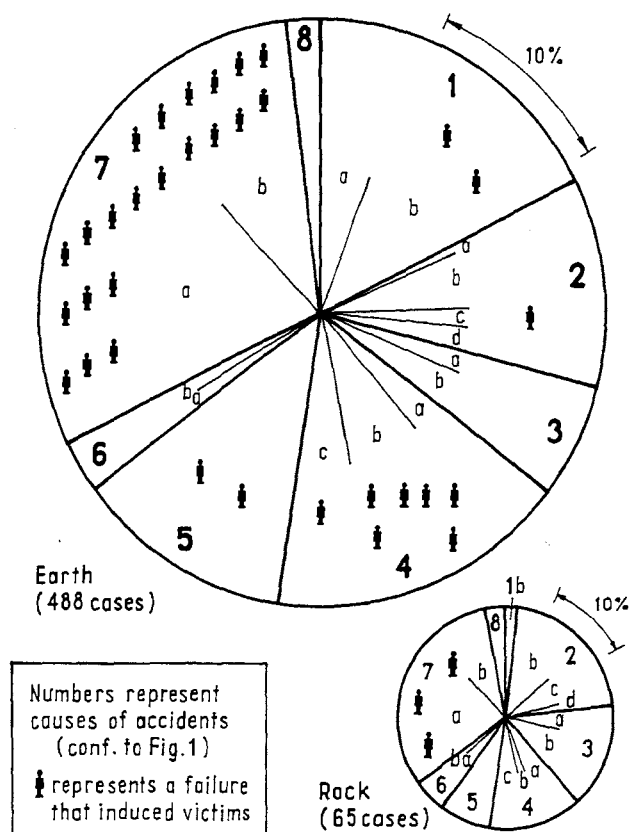 8
1
10%
7
a
b
b
a
b
2
a
c
d
a
b
3
b a
a
6
b
c
5
4
Earth
(488 cases)
1b
10%
8
2
7
b
b
c
d
a
a
b
3
b a
c b a
6
5
4
Rock
(65 cases)
Numbers represent
causes of accidents
(conf. to Fig.1)
represents a failure
that induced victims